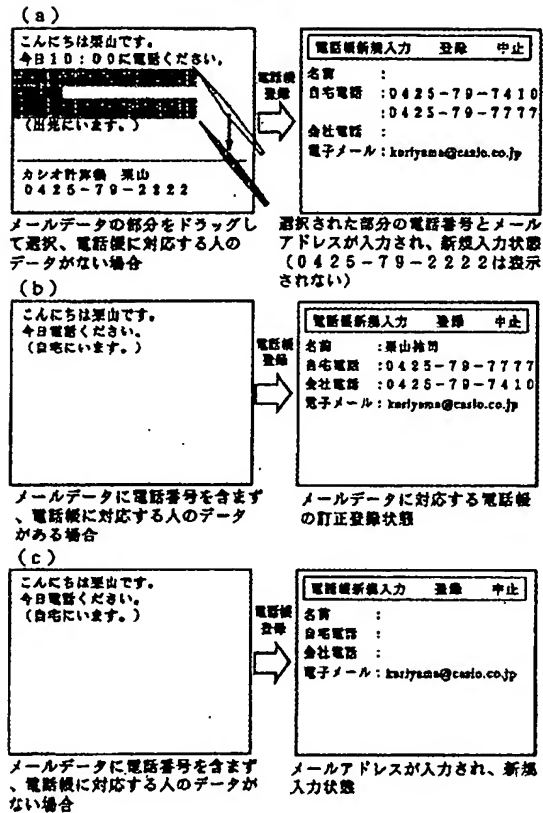 (a)
こんにちは栗山です。
今日10：00に電話ください。
(出先にいます。)
カシオ計算機 栗山
0425-79-2222
電話帳
登録
電話帳新規入力 登録 中止
名前 ：
自宅電話 ：0425-79-7410
：0425-79-7777
会社電話 ：
電子メール：kuriyama@casio.co.jp
メールデータの部分をドラッグし
て選択、電話帳に対応する人の
データがない場合
選択された部分の電話番号とメール
アドレスが入力され、新規入力状態
(0425-79-2222は表示
されない)
(b)
こんにちは栗山です。
今日電話ください。
(自宅にいます。)
電話帳
登録
電話帳新規入力 登録 中止
名前 ：栗山
自宅電話 ：0425-79-7777
会社電話 ：0425-79-7410
電子メール：kuriyama@casio.co.jp
メールデータに電話番号を含まず
、電話帳に対応する人のデータ
がある場合
メールデータに対応する電話帳
の訂正登録状態
(c)
こんにちは栗山です。
今日電話ください。
(自宅にいます。)
電話帳
登録
電話帳新規入力 登録 中止
名前 ：
自宅電話 ：
会社電話 ：
電子メール：kuriyama@casio.co.jp
メールデータに電話番号を含まず
、電話帳に対応する人のデータが
ない場合
メールアドレスが入力され、新規
入力状態